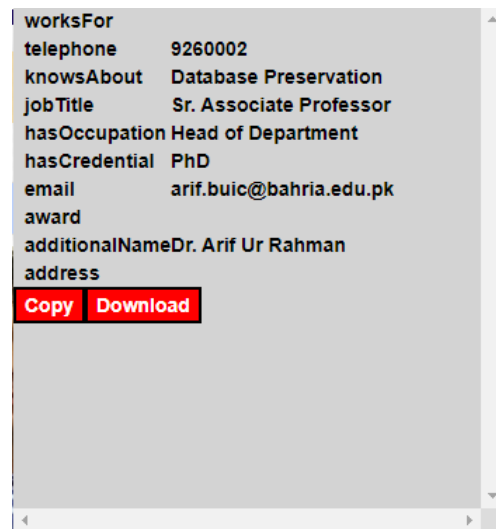 worksFor
telephone 9260002
knowsAbout Database Preservation
jobTitle Sr. Associate Professor
hasOccupation Head of Department
hasCredential PhD
email arif.buic@bahria.edu.pk
award
additionalNameDr. Arif Ur Rahman
address
Copy Download